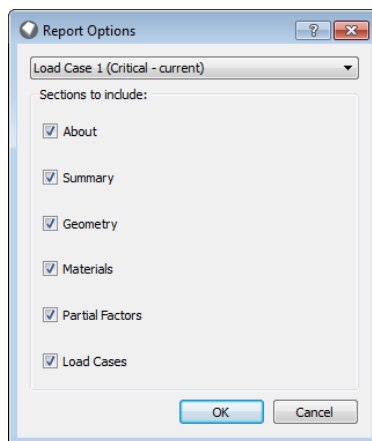 Report Options
?
Load Case 1 (Critical - current)
Sections to include:
About
Summary
Geometry
Materials
Partial Factors
Load Cases
OK Cancel